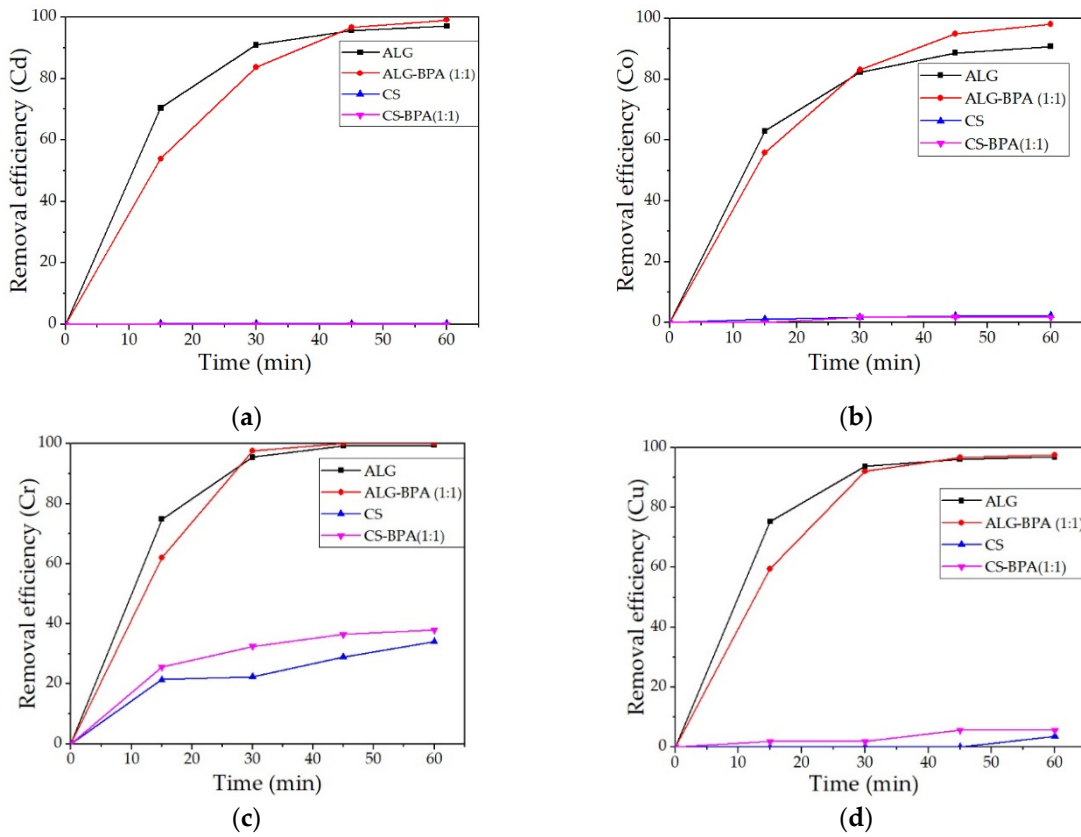 Removal efficiency (Cd)
100
80
60
40
20
0
ALG
ALG-BPA (1:1)
CS
CS-BPA(1:1)
0 10 20 30 40 50 60
Time (min)
(a)
Removal efficiency (Co)
100
80
60
40
20
0
ALG
ALG-BPA (1:1)
CS
CS-BPA(1:1)
0 10 20 30 40 50 60
Time (min)
(b)
Removal efficiency (Cr)
100
80
60
40
20
0
ALG
ALG-BPA (1:1)
CS
CS-BPA(1:1)
0 10 20 30 40 50 60
Time (min)
(c)
Removal efficiency (Cu)
100
80
60
40
20
0
ALG
ALG-BPA (1:1)
CS
CS-BPA(1:1)
0 10 20 30 40 50 60
Time (min)
(d)